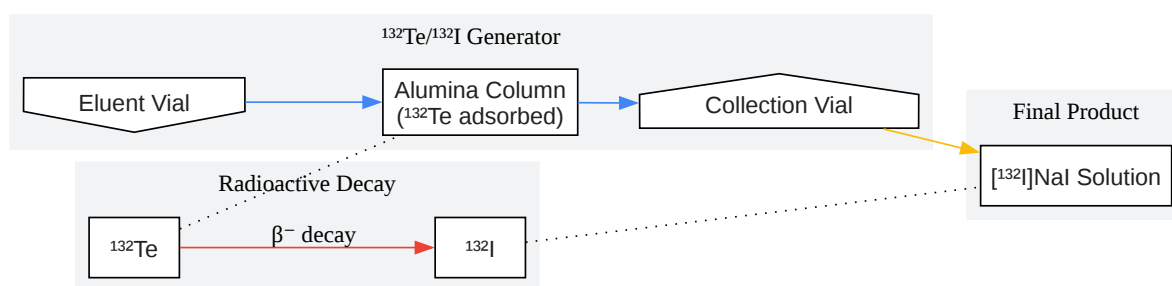 ¹³²Te/¹³²I Generator
Eluent Vial
Alumina Column
(¹³²Te adsorbed)
Collection Vial
Final Product
[¹³²I]NaI Solution
Radioactive Decay
¹³²Te
β⁻ decay
¹³²I